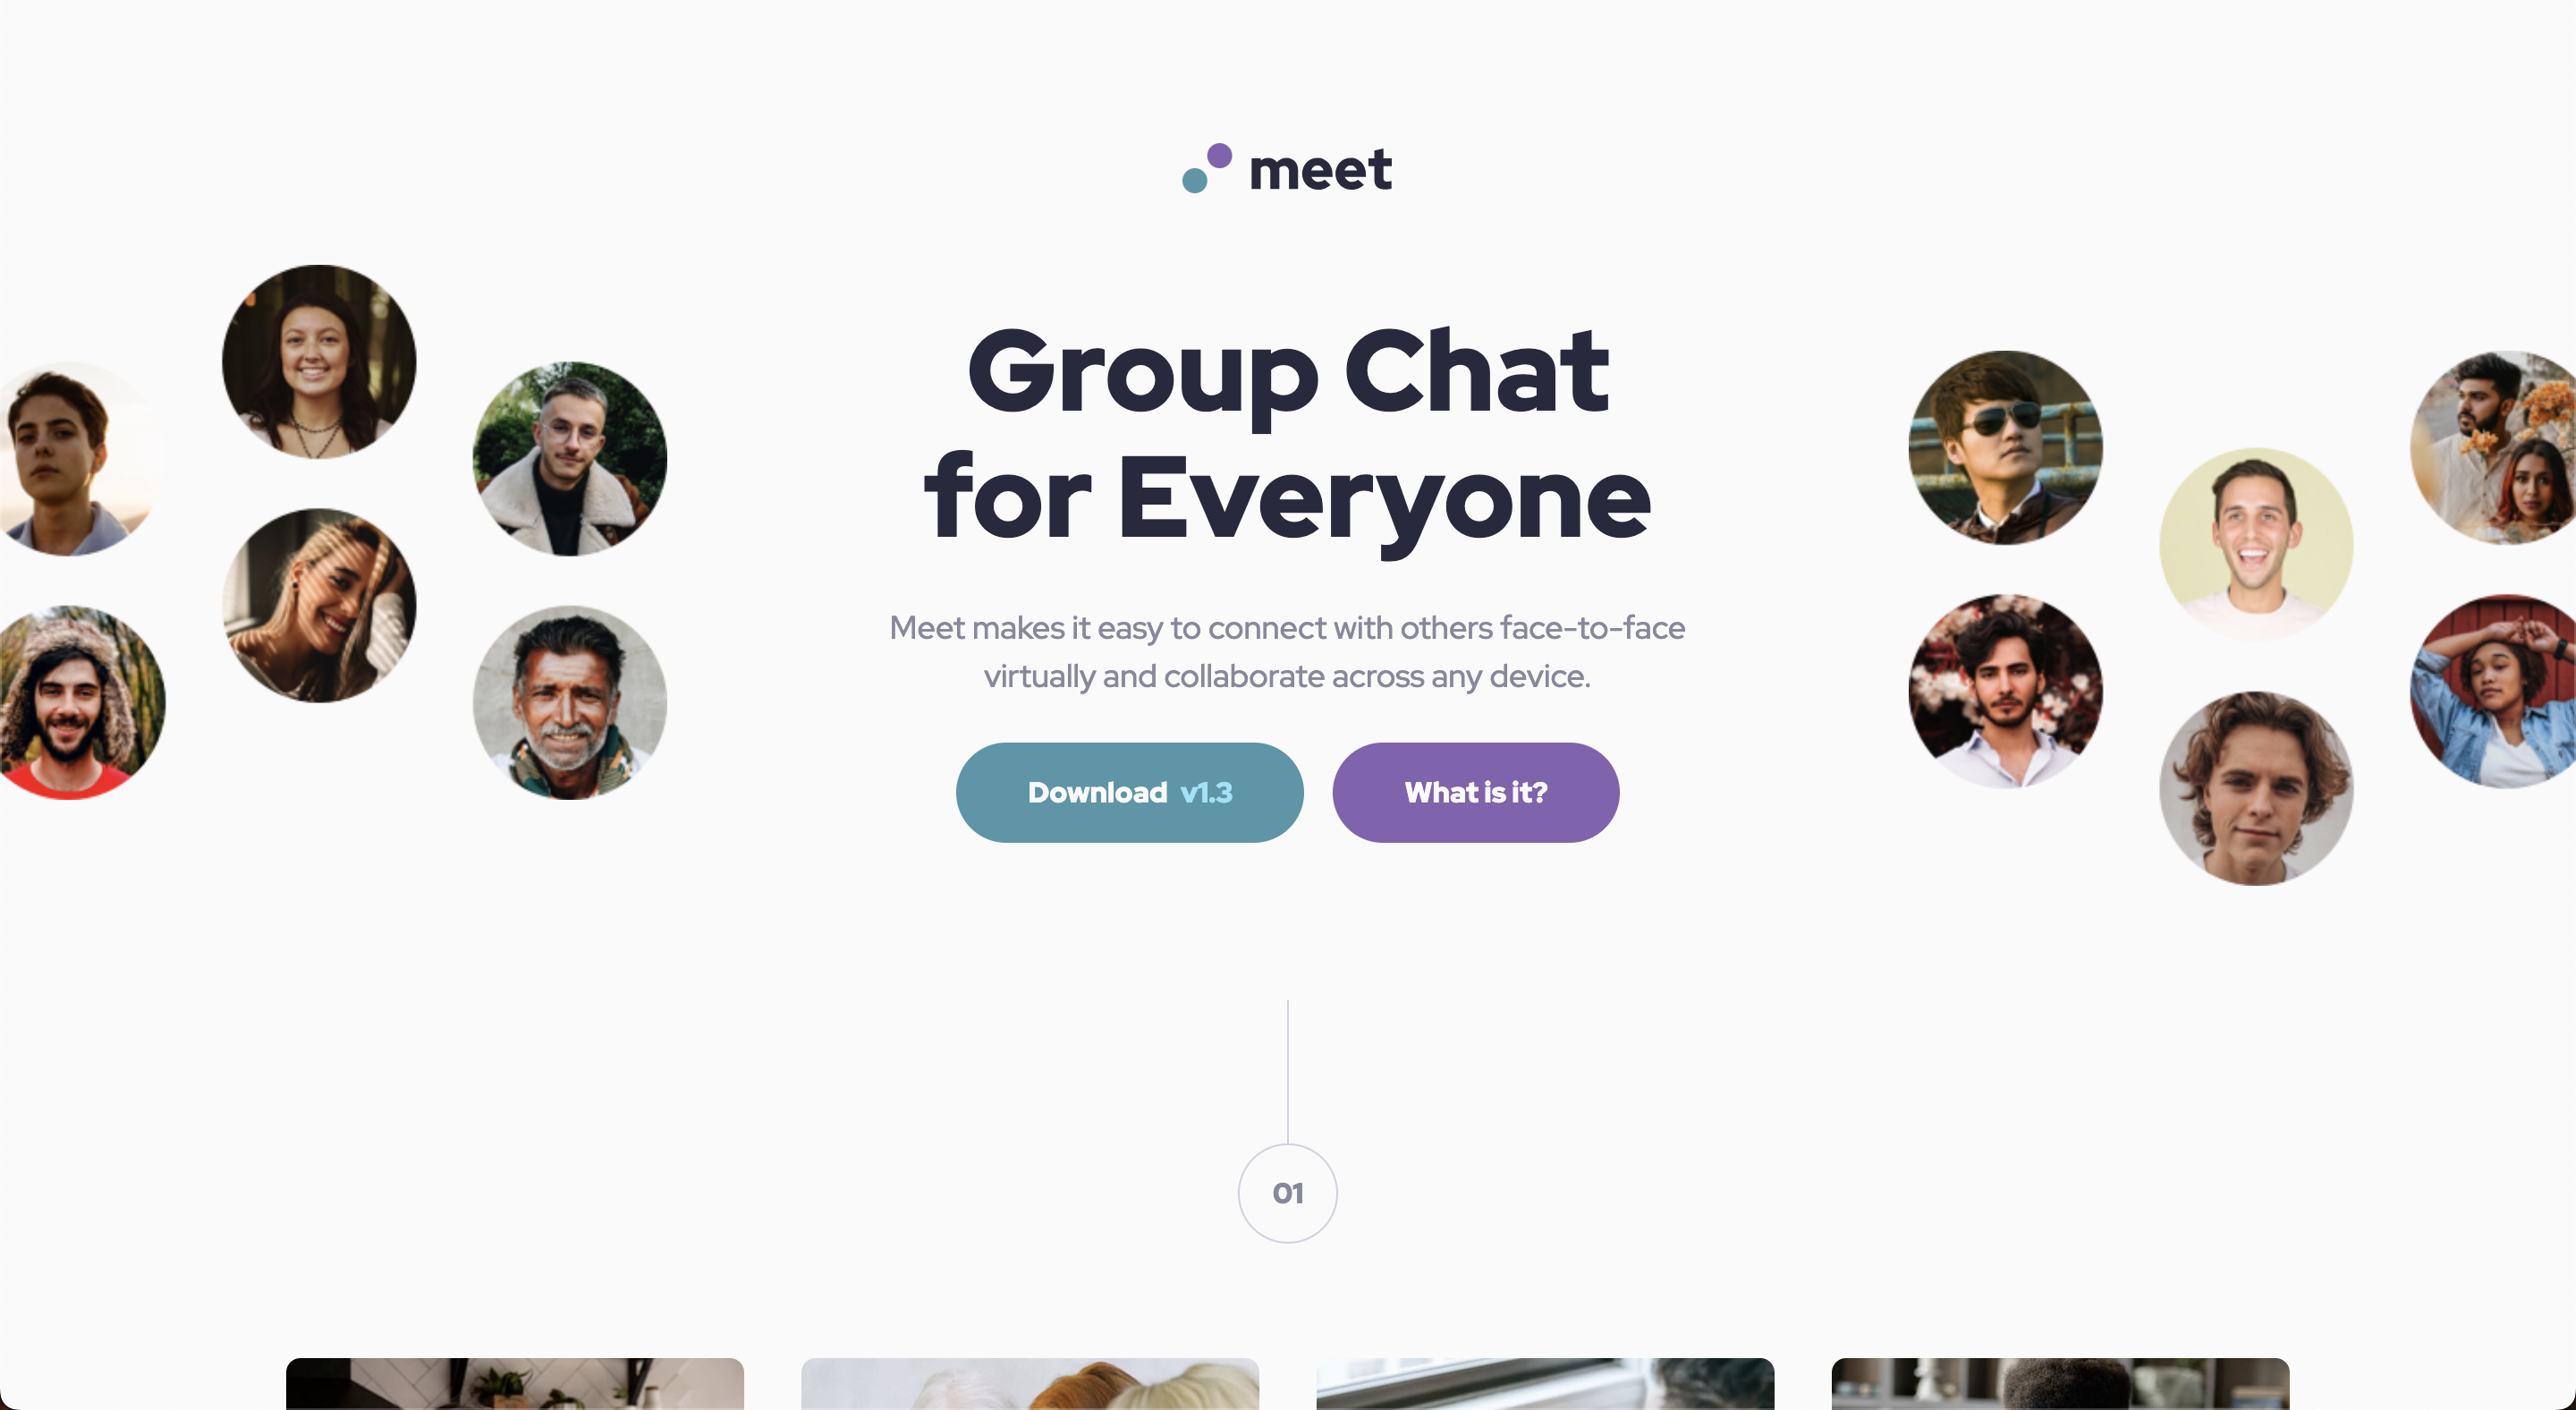 meet
Group Chat
for Everyone
Meet makes it easy to connect with others face-to-face
virtually and collaborate across any device.
Download v1.3
What is it?
01